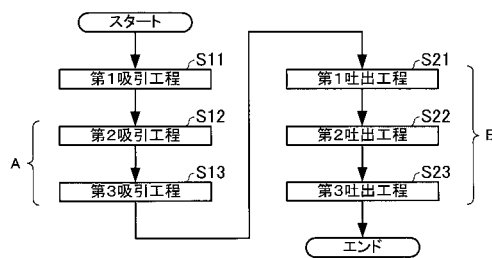 スタート
S11
第1吸引工程
S12
第2吸引工程
A
S13
第3吸引工程
S21
第1吐出工程
S22
第2吐出工程
B
S23
第3吐出工程
エンド